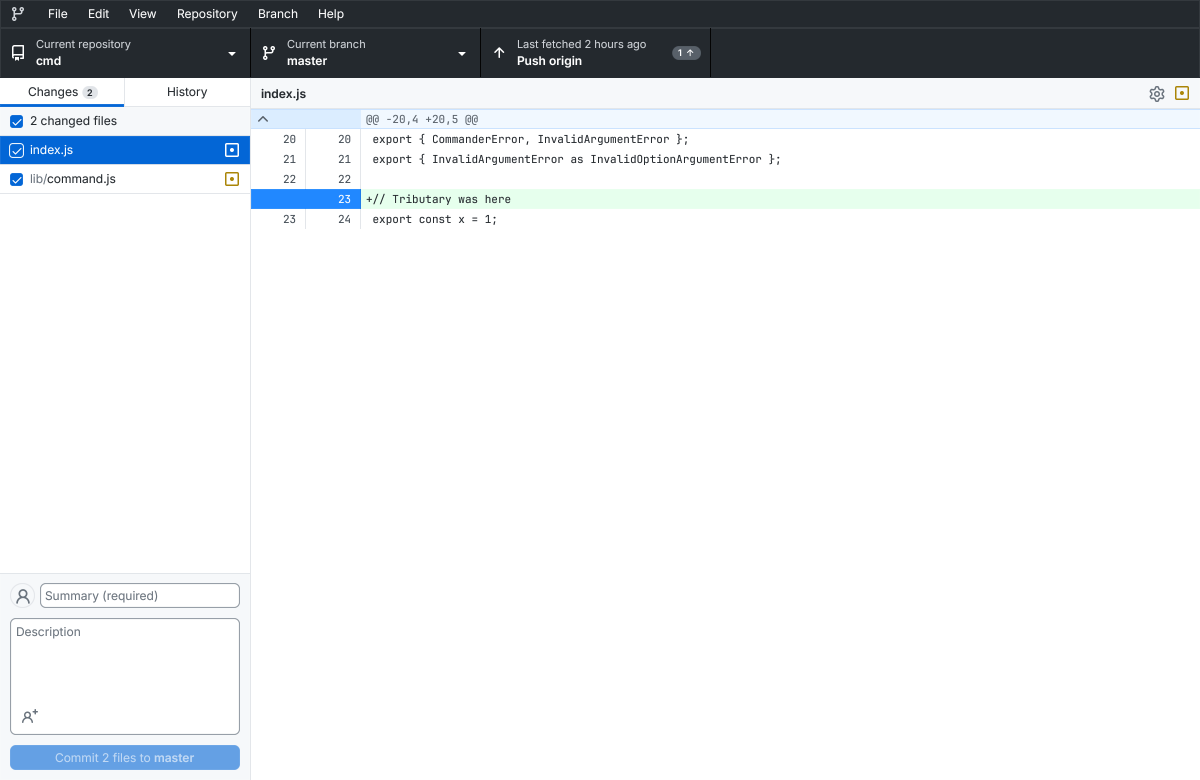 File Edit View Repository Branch Help
Current repository
cmd
Current branch
master
Last fetched 2 hours ago
Push origin
1
Changes 2
History
2 changed files
index.js
lib/command.js
index.js
@@ -20,4 +20,5 @@
20 20 export { CommanderError, InvalidArgumentError };
21 21 export { InvalidArgumentError as InvalidOptionArgumentError };
22 22
23 +// Tributary was here
23 24 export const x = 1;
Summary (required)
Description
Commit 2 files to master